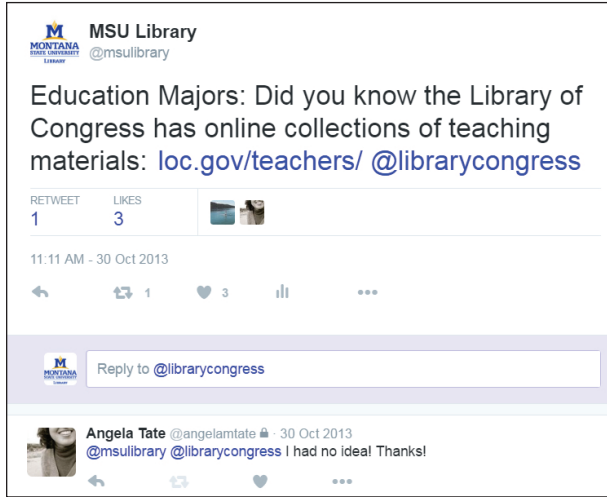 MSU Library
@msulibrary
M
MONTANA
STATE UNIVERSITY
LIBRARY
Education Majors: Did you know the Library of
Congress has online collections of teaching
materials: loc.gov/teachers/ @librarycongress
RETWEET LIKES
1 3
11:11 AM - 30 Oct 2013
1 3
M
MONTANA
STATE UNIVERSITY
LIBRARY
Reply to @librarycongress
Angela Tate @angelamtate · 30 Oct 2013
@msulibrary @librarycongress I had no idea! Thanks!